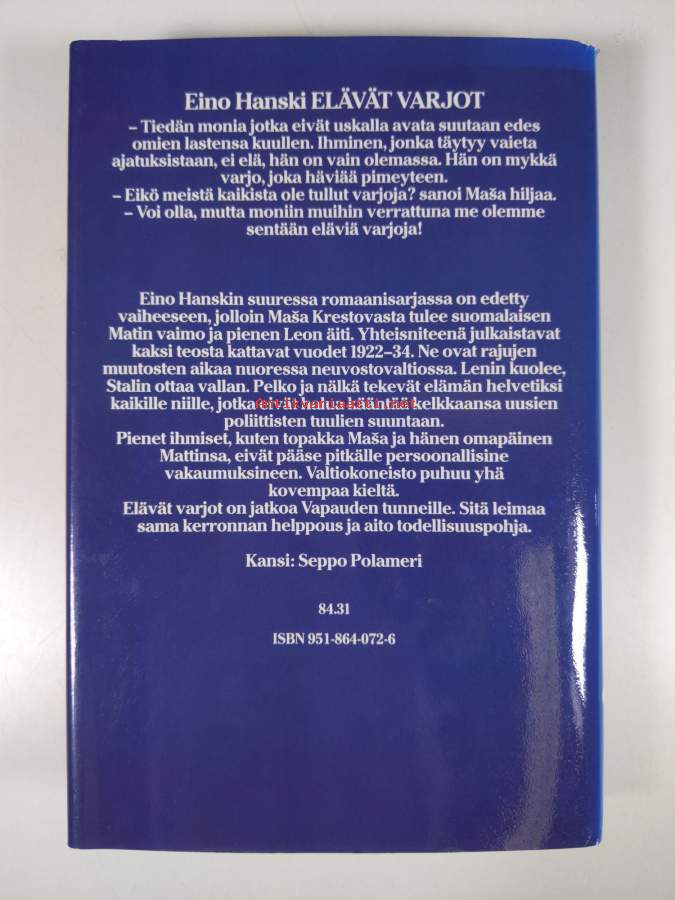 Eino Hanski ELÄVÄT VARJOT
– Tiedän monia jotka eivät uskalla avata suutaan edes
omien lastensa kuullen. Ihminen, jonka täytyy vaieta
ajatuksistaan, ei elä, hän on vain olemassa. Hän on mykkä
varjo, joka häviää pimeyteen.
– Eikö meistä kaikista ole tullut varjoja? sanoi Maša hiljaa.
– Voi olla, mutta moniin muihin verrattuna me olemme
sentään eläviä varjoja!
Eino Hanskin suuressa romaanisarjassa on edetty
vaiheeseen, jolloin Maša Krestovasta tulee suomalaisen
Matin vaimo ja pienen Leon äiti. Yhteisniteenä julkaistavat
kaksi teosta kattavat vuodet 1922–34. Ne ovat rajujen
muutosten aikaa nuoressa neuvostovaltiossa. Lenin kuolee,
Stalin ottaa vallan. Pelko ja nälkä tekevät elämän helvetiksi
kaikille niille, jotka eivät kelkkaansa uusien
poliittisten tuulien suuntaan.
Pienet ihmiset, kuten topakka Maša ja hänen omapäinen
Mattinsa, eivät pääse pitkälle persoonallisine
vakaumuksineen. Valtiokoneisto puhuu yhä
kovempaa kieltä.
Elävät varjot on jatkoa Vapauden tunneille. Sitä leimaa
sama kerronnan helppous ja aito todellisuuspohja.
Kansi: Seppo Polameri
84.31
ISBN 951-864-072-6